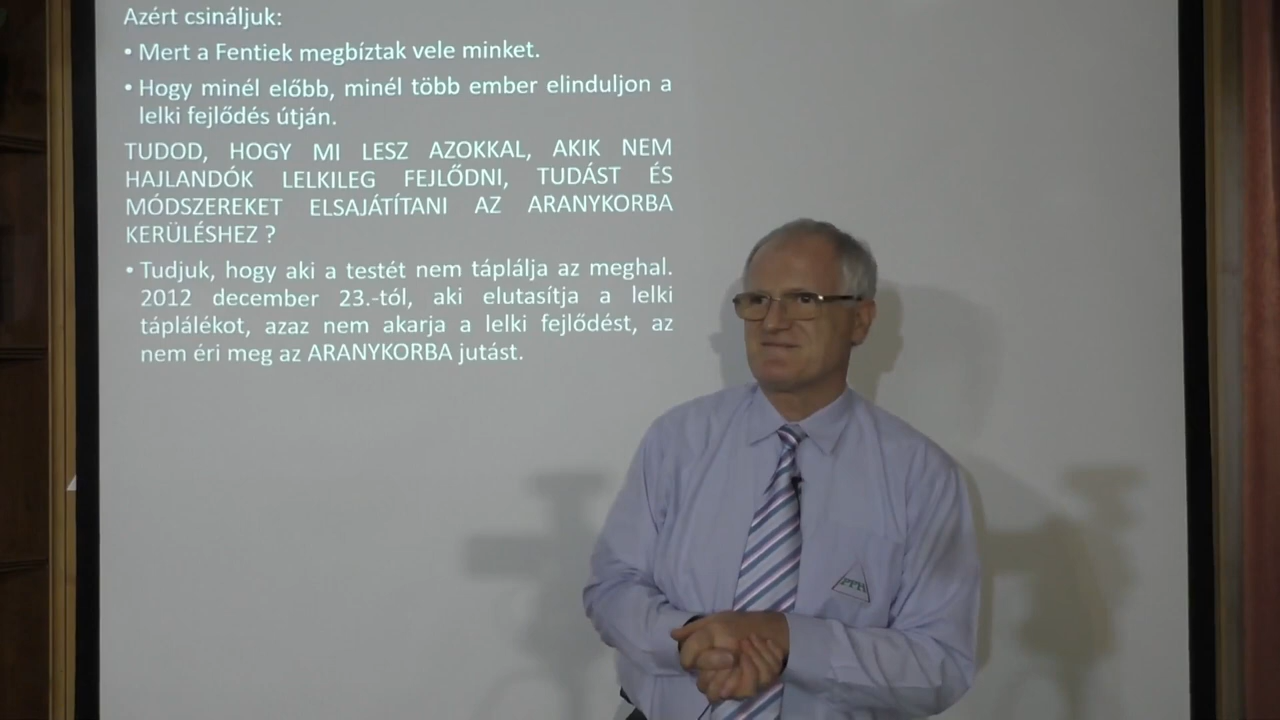 Azért csináljuk:
• Mert a Fentiek megbíztak vele minket.
• Hogy minél előbb, minél több ember elinduljon a
lelki fejlődés útján.
TUDOD, HOGY MI LESZ AZOKKAL, AKIK NEM
HAJLANDÓK LELKILEG FEJLŐDNI, TUDÁST ÉS
MÓDSZEREKET ELSAJÁTÍTANI AZ ARANYKORBA
KERÜLÉSHEZ ?
• Tudjuk, hogy aki a testét nem táplálja az meghal.
2012 december 23.-tól, aki elutasítja a lelki
táplálékot, azaz nem akarja a lelki fejlődést, az
nem éri meg az ARANYKORBA jutást.